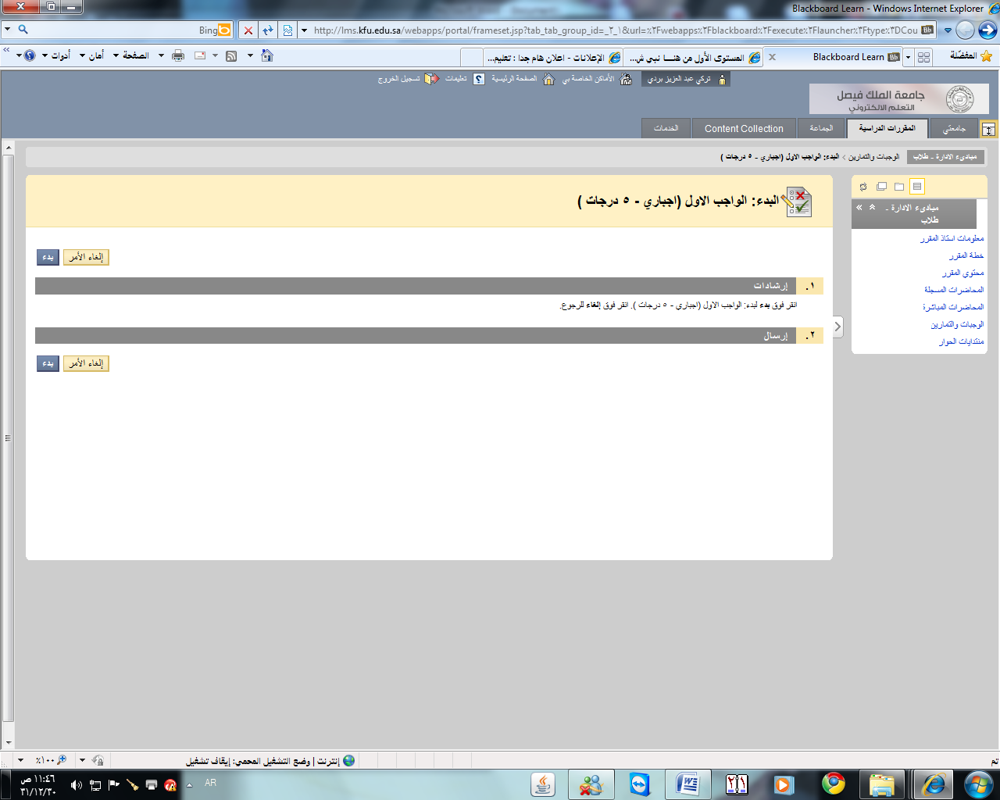 Blackboard Learn - Windows Internet Explorer
http://lms.kfu.edu.sa/webapps/portal/frameset.jsp?tab_tab_group_id=_٢_١&url=٪٢Fwebapps٪٢Fblackboard٪٢Fexecute٪٢Flauncher٪٣Ftype٪٣DCou
Bing
المفضلة
Blackboard Learn
المستوى الأول من هنـــا نبـي ش...
الإعلانات - اعلان هام جدا : تعليم...
الصفحة
أمان
أدوات
تركي عبد العزيز بردي
الأماكن الخاصة بي
الصفحة الرئيسية
تعليمات
تسجيل الخروج
جامعة الملك فيصل
التعلم الالكتروني
جامعتي
المقررات الدراسية
الجماعة
Content Collection
الخدمات
مبادىء الادارة - طلاب
الوجبات والتمارين
البدء: الواجب الاول (اجباري - ٥ درجات )
مبادىء الادارة -
طلاب
معلومات استاذ المقرر
خطة المقرر
محتوي المقرر
المحاضرات المسجلة
المحاضرات المباشرة
الوجبات والتمارين
منتديات الحوار
البدء: الواجب الاول (اجباري - ٥ درجات )
إلغاء الأمر
بدء
١. إرشادات
انقر فوق بدء لبدء: الواجب الاول (اجباري - ٥ درجات ). انقر فوق إلغاء للرجوع.
٢. إرسال
إلغاء الأمر
بدء
تم
إنترنت | وضع التشغيل المحمي: إيقاف تشغيل
١٠٠٪
AR
١١:٤٦ ص
٣١/١٢/٣٠